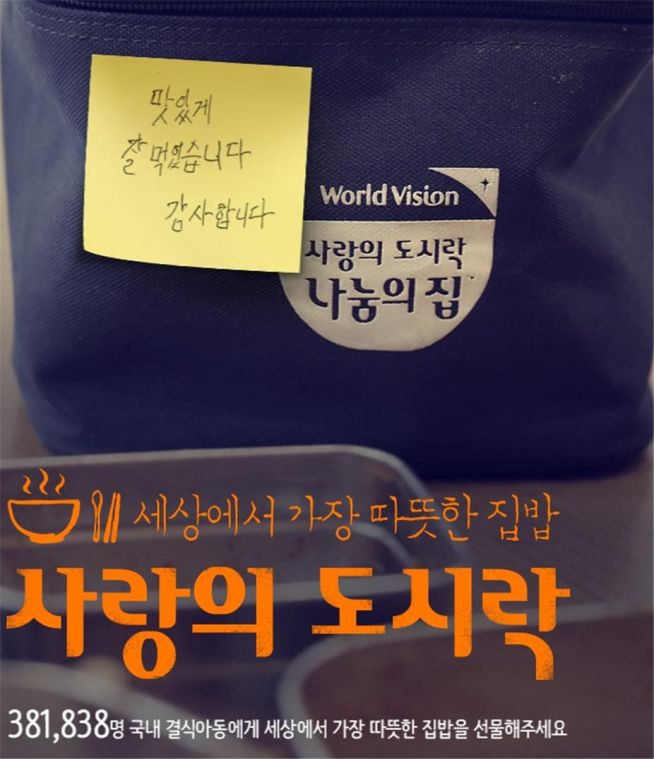 맛있게
잘 먹었습니다
감사합니다
World Vision
사랑의 도시락
나눔의 집
세상에서 가장 따뜻한 집밥
사랑의 도시락
381,838명 국내 결식아동에게 세상에서 가장 따뜻한 집밥을 선물해주세요